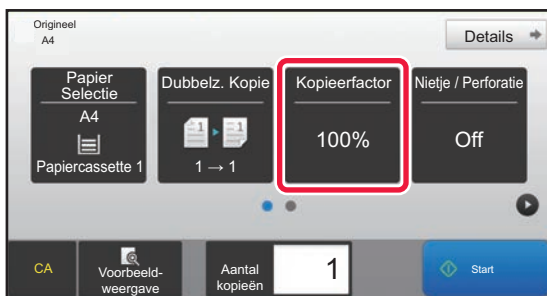 Origineel
A4
Details
Papier
Selectie
A4
Papiercassette 1
Dubbelz. Kopie
1 → 1
Kopieerfactor
100%
Nietje / Perforatie
Off
CA
Voorbeeld-
weergave
Aantal
kopieën
1
Start